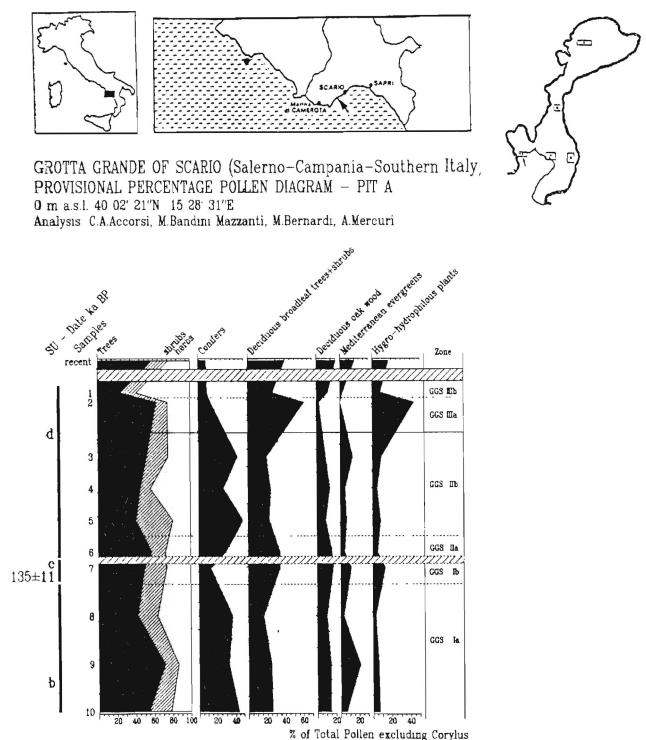 SCARIO
SAPRI
Marina
di CAMEROTA
GROTTA GRANDE OF SCARIO (Salerno-Campania-Southern Italy,
PROVISIONAL PERCENTAGE POLLEN DIAGRAM - PIT A
0 m a.s.l. 40 02' 21"N 15 28' 31"E
Analysis C.A.Accorsi, M.Bandini Mazzanti, M.Bernardi, A.Mercuri
SU - Date ka BP
Samples
Trees
shrubs
herbs
Conifers
Deciduous broadleaf trees+shrubs
Deciduous oak wood
Mediterranean evergreens
Hygro-hydrophilous plants
Zone
recent
1
GGS IIIb
2
GGS IIIa
d
3
4
GGS IIb
5
6
GGS IIa
c
7
GGS Ib
135±11
8
GGS Ia
9
b
10
20 40 60 80 100 20 40 20 40 60 20 20 20 40 60
% of Total Pollen excluding Corylus